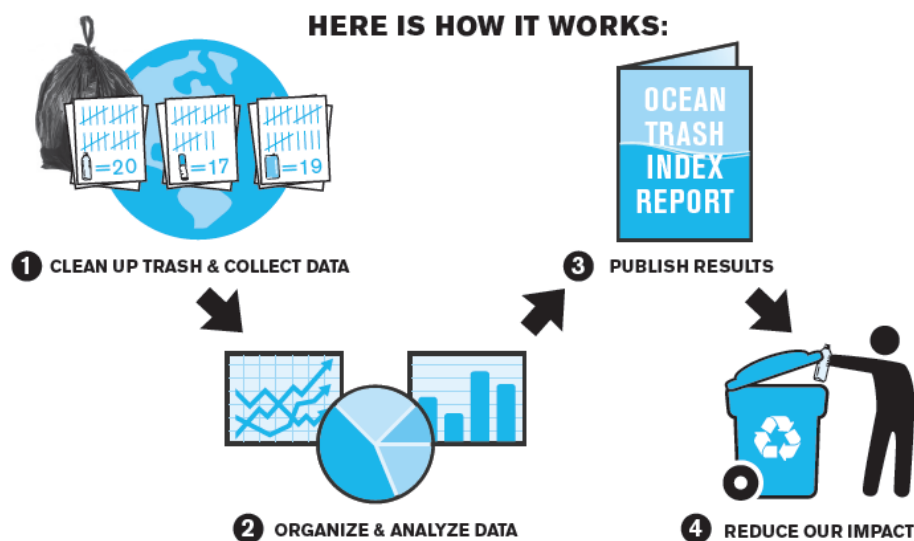 HERE IS HOW IT WORKS:
=20
=17
=19
1 CLEAN UP TRASH & COLLECT DATA
2 ORGANIZE & ANALYZE DATA
OCEAN
TRASH
INDEX
REPORT
3 PUBLISH RESULTS
4 REDUCE OUR IMPACT